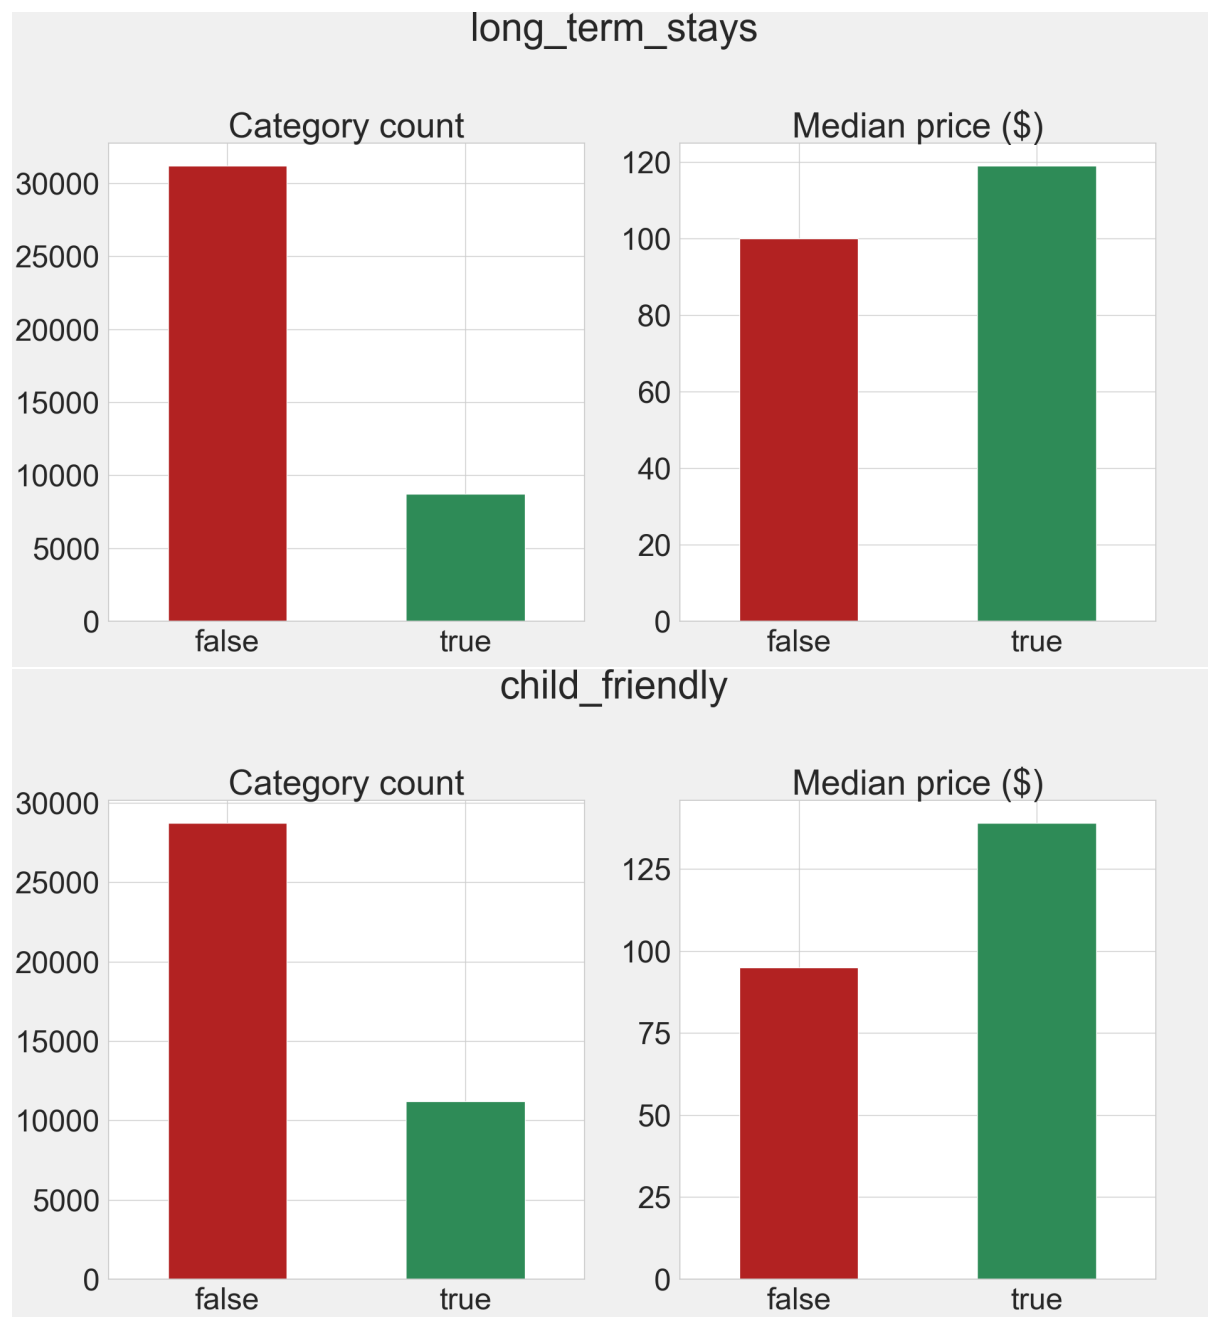 long_term_stays
Category count
30000
25000
20000
15000
10000
5000
0
false true
Median price ($)
120
100
80
60
40
20
0
false true
child_friendly
Category count
30000
25000
20000
15000
10000
5000
0
false true
Median price ($)
125
100
75
50
25
0
false true